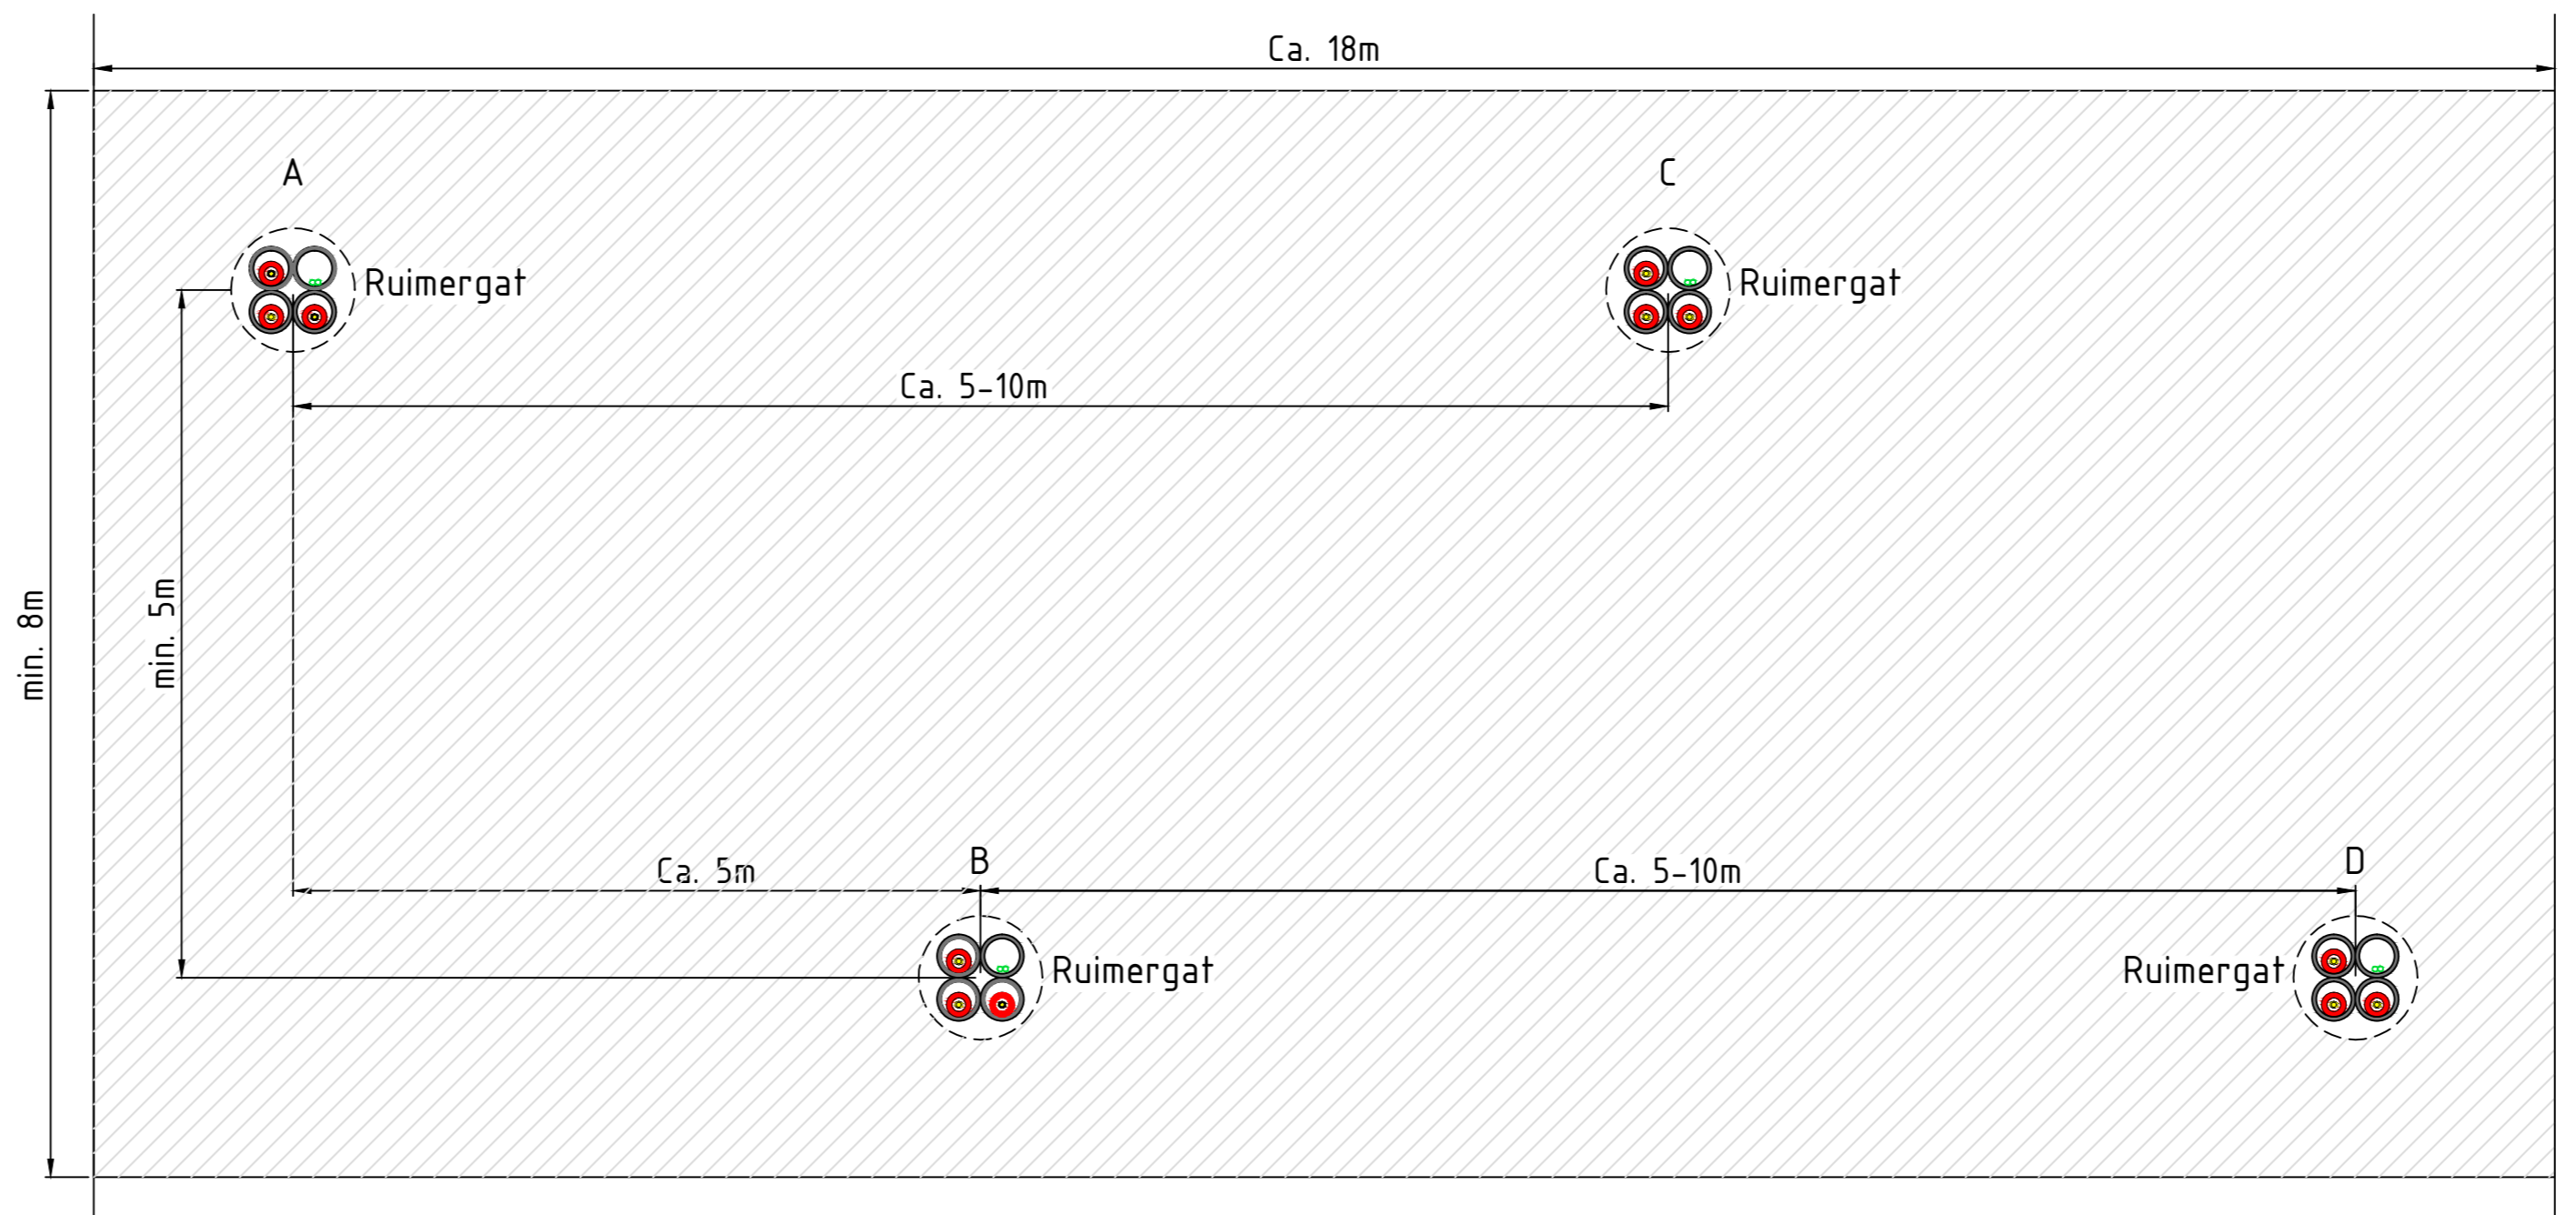 Ca. 18m
A
C
Ruimergat
Ruimergat
Ca. 5-10m
min. 8m
min. 5m
Ca. 5m
B
Ca. 5-10m
D
Ruimergat
Ruimergat